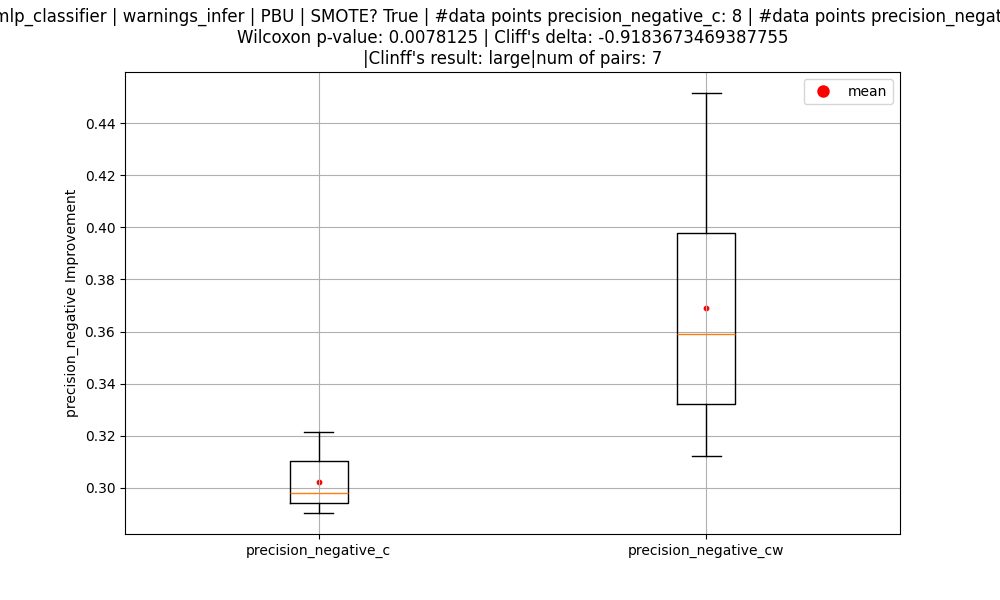 mlp_classifier | warnings_infer | PBU | SMOTE? True | #data points precision_negative_c: 8 | #data points
Wilcoxon p-value: 0.0078125 | Cliff's delta: -0.9183673469387755
|Clinff's result: large|num of pairs: 7
mean
0.44
0.42
0.40
0.38
0.36
0.34
0.32
0.30
precision_negative Improvement
precision_negative_c
precision_negative_cw